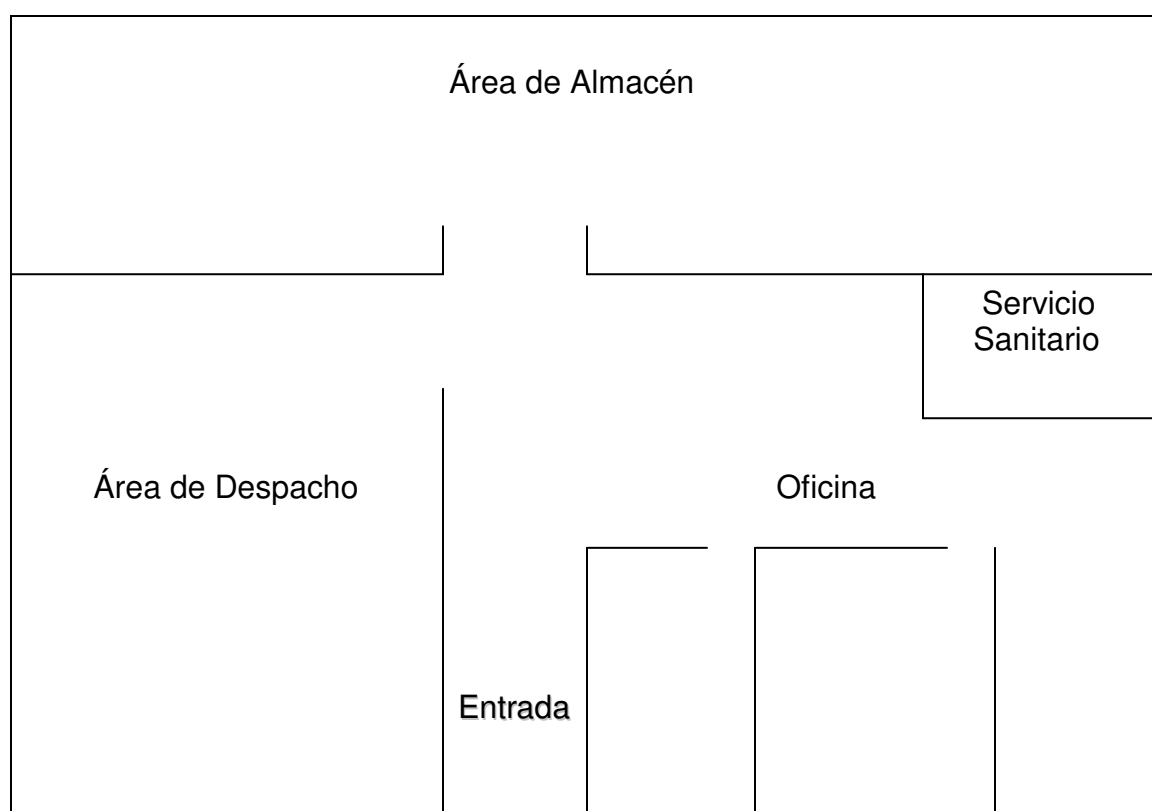 Área de Almacén
Servicio
Sanitario
Área de Despacho
Oficina
Entrada